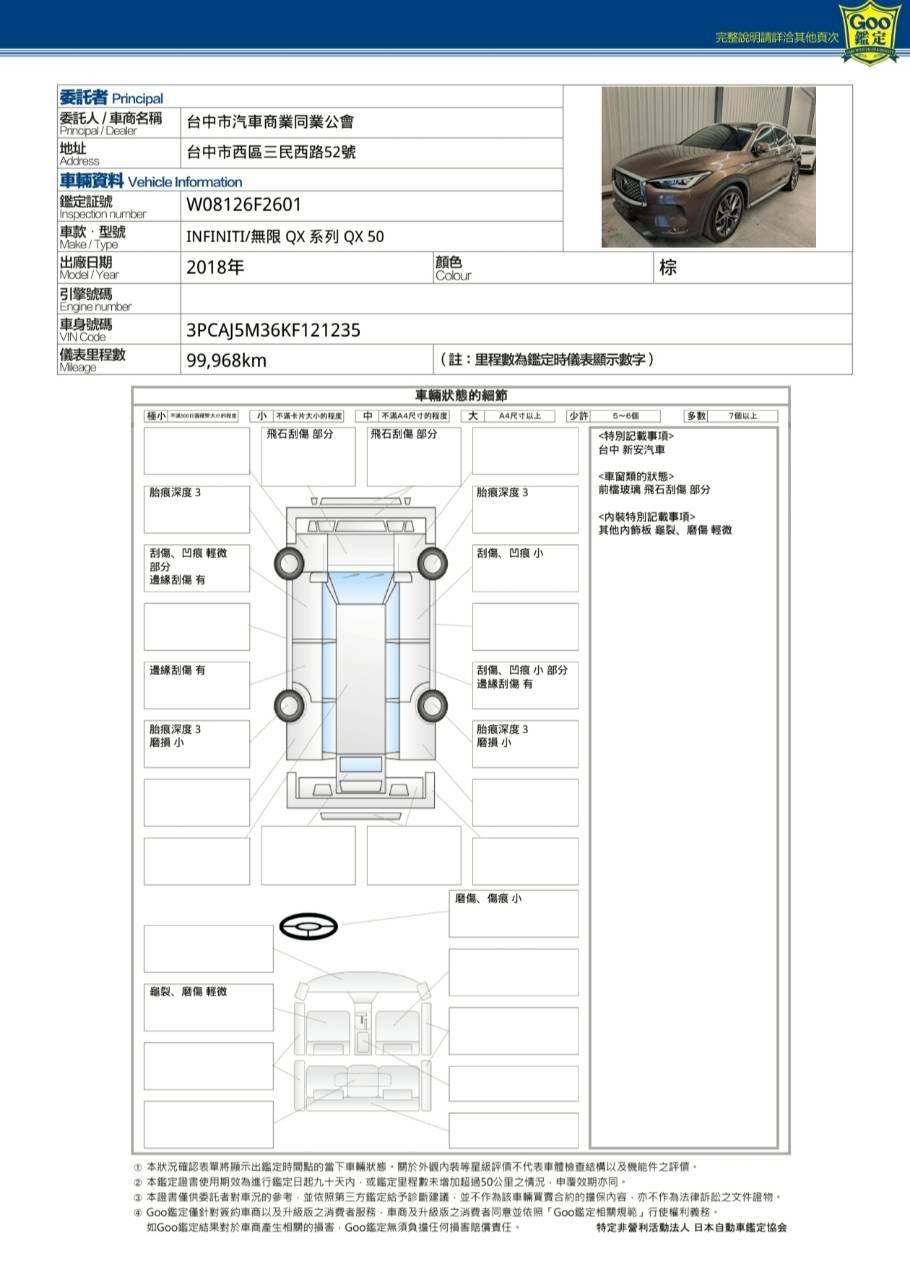 完整說明請詳洽其他頁次
Goo
鑑定
委託者 Principal
委託人 / 車商名稱
Principal / Dealer
台中市汽車商業同業公會
地址
Address
台中市西區三民西路52號
車輛資料 Vehicle Information
鑑定証號
Inspection number
W08126F2601
車款 · 型號
Make / Type
INFINITI/無限 QX 系列 QX 50
出廠日期
Model / Year
2018年
顏色
Colour
棕
引擎號碼
Engine number
車身號碼
VIN Code
3PCAJ5M36KF121235
儀表里程數
Mileage
99,968km
（註：里程數為鑑定時儀表顯示數字）
車輛狀態的細節
極小
小 不滿卡片大小的程度
中 不滿A4尺寸的程度
大 A4尺寸以上
少許 5～6個
多數 7個以上
飛石刮傷 部分
飛石刮傷 部分
<特別記載事項>
台中 新安汽車
<車窗類的狀態>
前檔玻璃 飛石刮傷 部分
<內裝特別記載事項>
其他內飾板 龜裂、磨傷 輕微
胎痕深度 3
胎痕深度 3
刮傷、凹痕 輕微
部分
邊緣刮傷 有
刮傷、凹痕 小
邊緣刮傷 有
刮傷、凹痕 小 部分
邊緣刮傷 有
胎痕深度 3
磨損 小
胎痕深度 3
磨損 小
磨傷、傷痕 小
龜裂、磨傷 輕微
① 本狀況確認表單將顯示出鑑定時間點的當下車輛狀態，關於外觀內裝等星級評價不代表車體檢查結構以及機能件之評價。
② 本鑑定證書使用期效為進行鑑定日起九十天內，或鑑定里程數未增加超過50公里之情況，申覆效期亦同。
③ 本證書僅供委託者對車況的參考，並依照第三方鑑定給予診斷建議，並不作為該車輛買賣合約的擔保內容，亦不作為法律訴訟之文件證物。
④ Goo鑑定僅針對簽約車商以及升級版之消費者服務，車商及升級版之消費者同意並依照「Goo鑑定相關規範」行使權利義務。
如Goo鑑定結果對於車商產生相關的損害，Goo鑑定無須負擔任何損害賠償責任。
特定非營利活動法人 日本自動車鑑定協会